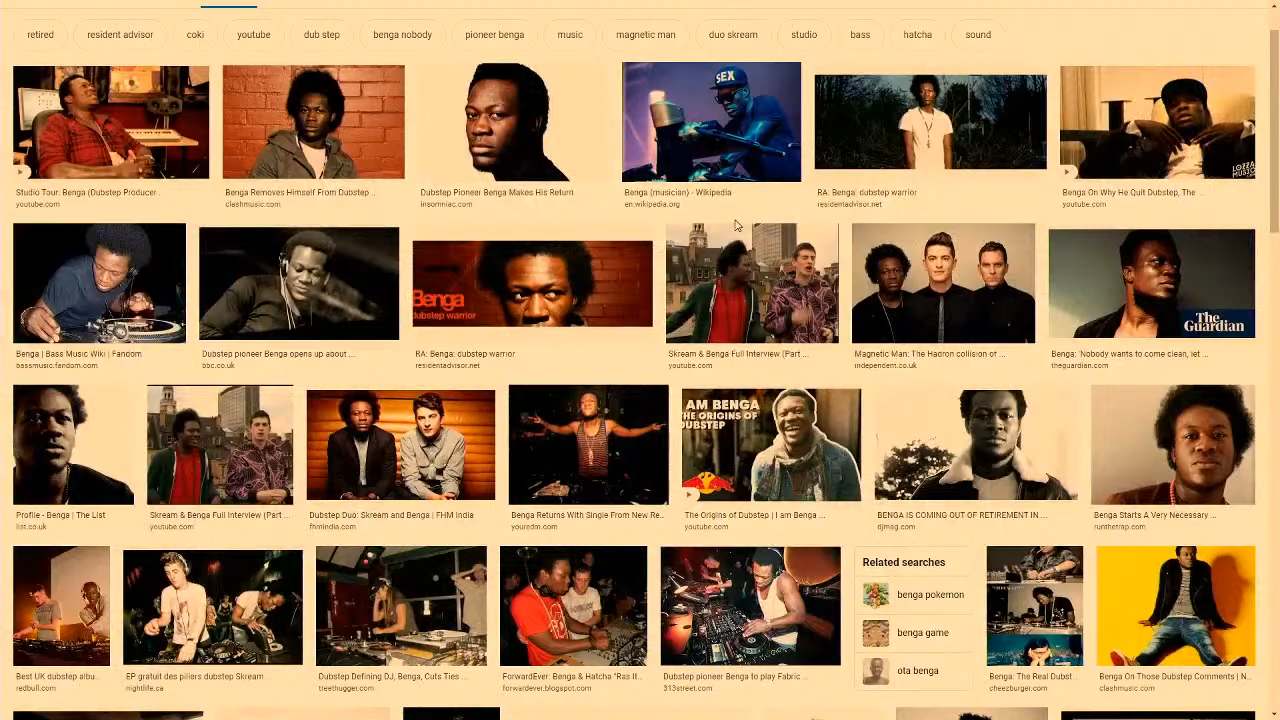 retired
resident advisor
coki
youtube
dub step
benga nobody
pioneer benga
music
magnetic man
duo skream
studio
bass
hatcha
sound
SEX
LOZZA MUSIC
Studio Tour: Benga (Dubstep Producer..
youtube.com
Benga Removes Himself From Dubstep ...
clashmusic.com
Dubstep Pioneer Benga Makes His Return
insomniac.com
Benga (musician) - Wikipedia
en.wikipedia.org
RA: Benga: dubstep warrior
residentadvisor.net
Benga On Why He Quit Dubstep, The ...
youtube.com
Benga
dubstep warrior
The
Guardian
Benga | Bass Music Wiki | Fandom
bassmusic.fandom.com
Dubstep pioneer Benga opens up about ...
bbc.co.uk
RA: Benga: dubstep warrior
residentadvisor.net
Skream & Benga Full Interview [Part ...
youtube.com
Magnetic Man: The Hadron collision of ...
independent.co.uk
Benga: 'Nobody wants to come clean, let ...
theguardian.com
I AM BENGA
THE ORIGINS OF
DUBSTEP
Profile - Benga | The List
list.co.uk
Skream & Benga Full Interview (Part ...
youtube.com
Dubstep Duo: Skream and Benga | FHM India
fhmindia.com
Benga Returns With Single From New Re..
youredm.com
The Origins of Dubstep | I am Benga ...
youtube.com
BENGA IS COMING OUT OF RETIREMENT IN ...
djmag.com
Benga Starts A Very Necessary ...
runthetrap.com
Related searches
benga pokemon
benga game
ota benga
Best UK dubstep albu..
redbull.com
EP gratuit des piliers dubstep Skream...
nightlife.ca
Dubstep Defining DJ, Benga, Cuts Ties ...
treethugger.com
ForwardEver: Benga & Hatcha "Ras It..
forwardever.blogspot.com
Dubstep pioneer Benga to play Fabric ...
313street.com
Benga: The Real Dubst..
cheezburger.com
Benga On Those Dubstep Comments | N...
clashmusic.com